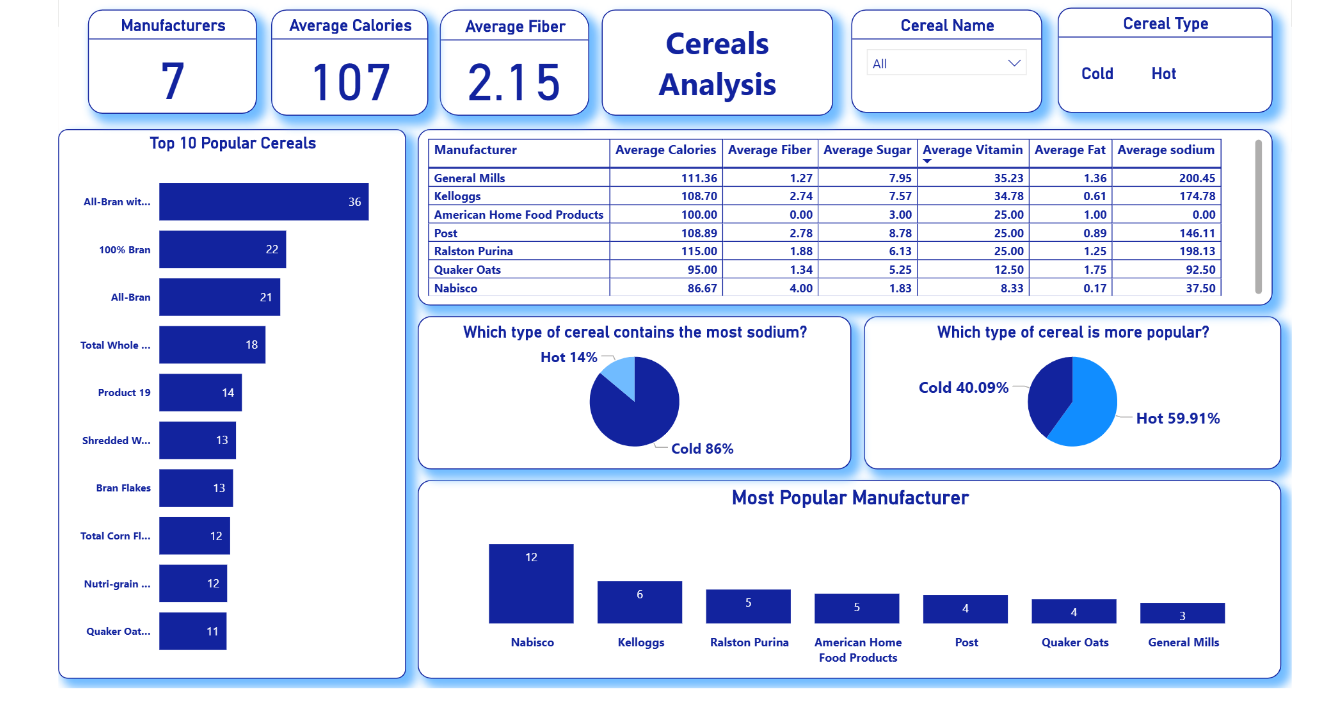 Manufacturers
7
Average Calories
107
Average Fiber
2.15
Cereals
Analysis
Cereal Name
All
Cereal Type
Cold Hot
Top 10 Popular Cereals
All-Bran wit... 36
100% Bran 22
All-Bran 21
Total Whole ... 18
Product 19 14
Shredded W... 13
Bran Flakes 13
Total Corn Fl... 12
Nutri-grain ... 12
Quaker Oat... 11
Manufacturer Average Calories Average Fiber Average Sugar Average Vitamin Average Fat Average sodium
General Mills 111.36 1.27 7.95 35.23 1.36 200.45
Kelloggs 108.70 2.74 7.57 34.78 0.61 174.78
American Home Food Products 100.00 0.00 3.00 25.00 1.00 0.00
Post 108.89 2.78 8.78 25.00 0.89 146.11
Ralston Purina 115.00 1.88 6.13 25.00 1.25 198.13
Quaker Oats 95.00 1.34 5.25 12.50 1.75 92.50
Nabisco 86.67 4.00 1.83 8.33 0.17 37.50
Which type of cereal contains the most sodium?
Hot 14%
Cold 86%
Which type of cereal is more popular?
Cold 40.09%
Hot 59.91%
Most Popular Manufacturer
12 6 5 5 4 4 3
Nabisco Kelloggs Ralston Purina American Home Post Quaker Oats General Mills
Food Products